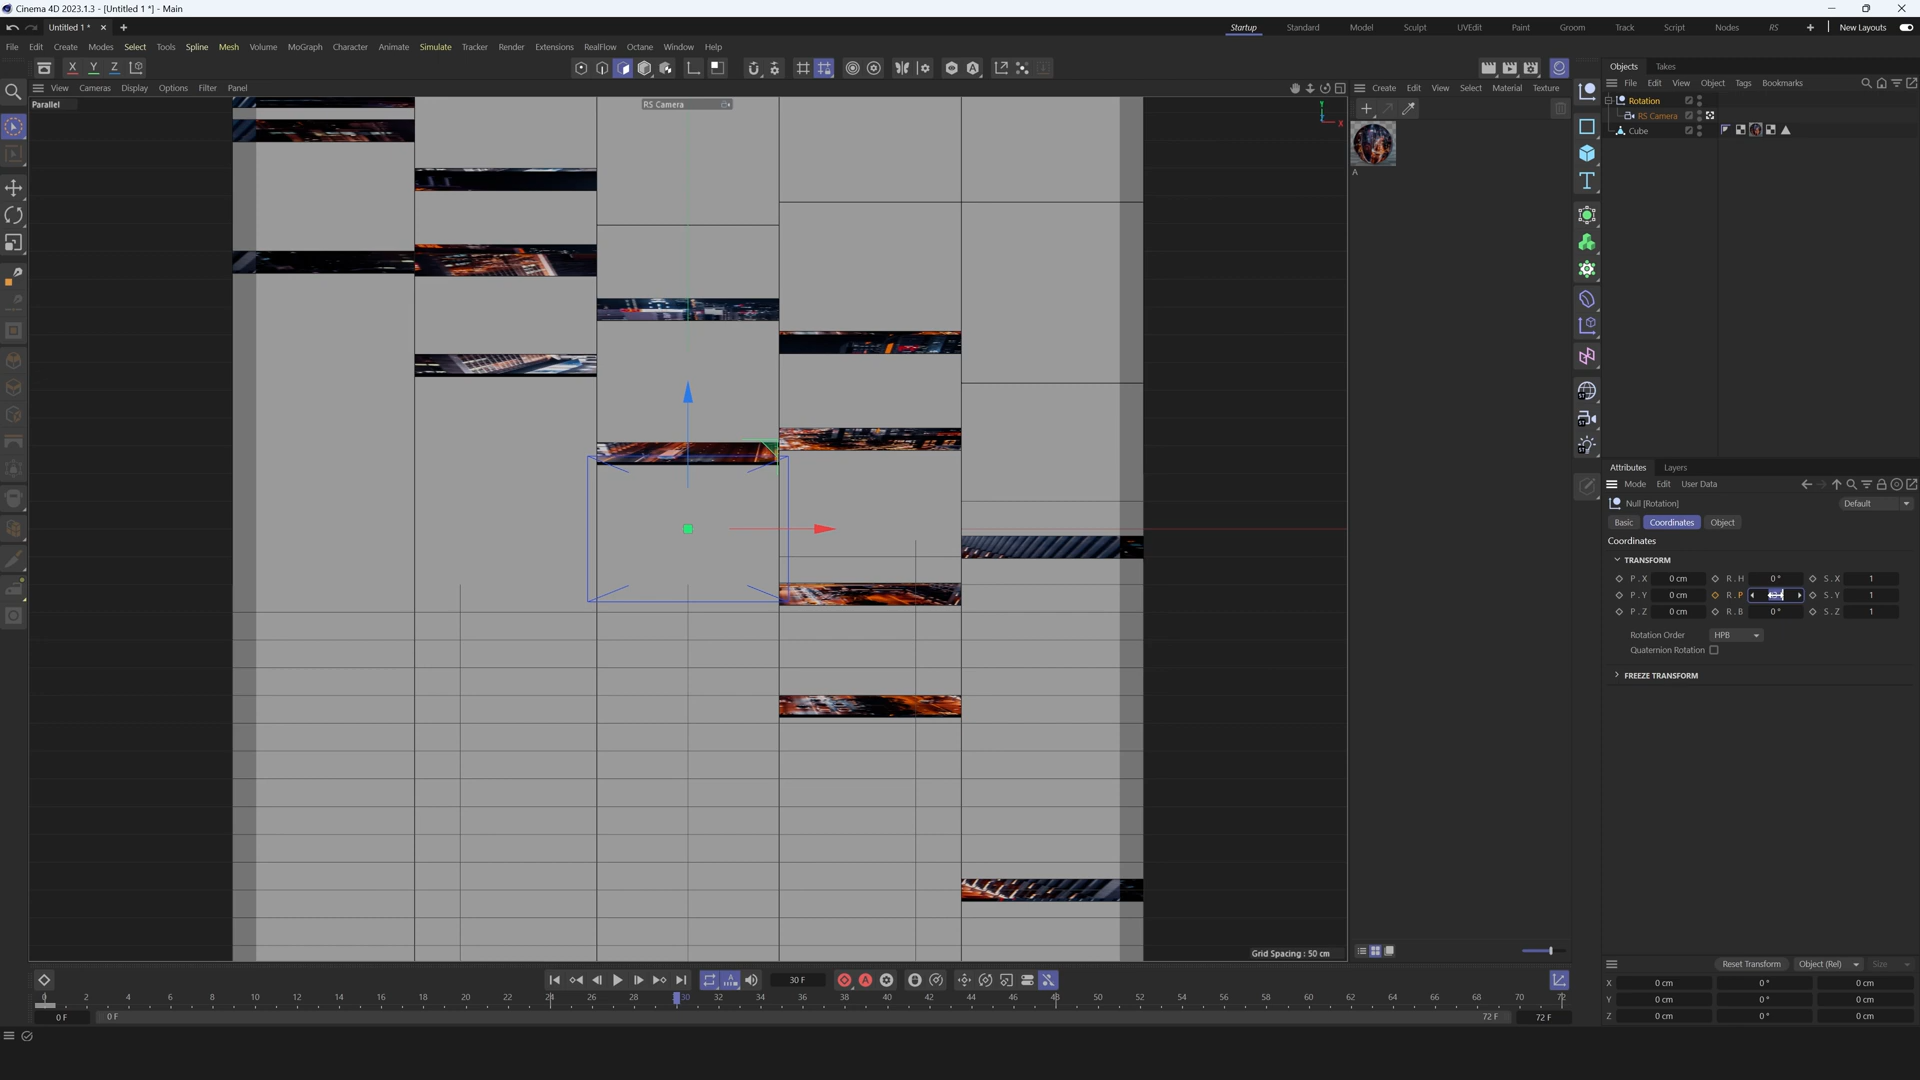 Cinema 4D 2023.1.3 - [Untitled 1 *] - Main
Untitled 1 *
Startup Standard Model Sculpt UVEdit Paint Groom Track Script Nodes RS New Layouts
File Edit Create Modes Select Tools Spline Mesh Volume MoGraph Character Animate Simulate Tracker Render Extensions RealFlow Octane Window Help
X Y Z
Objects Takes
View Cameras Display Options Filter Panel
Create Edit View Select Material Texture
File Edit View Object Tags Bookmarks
Parallel
RS Camera
Y
Z
X
Rotation
RS Camera
Cube
A
Attributes Layers
Mode Edit User Data
Null [Rotation]
Default
Basic Coordinates Object
Coordinates
TRANSFORM
P . X 0 cm R . H 0 ° S . X 1
P . Y 0 cm R . P S . Y 1
P . Z 0 cm R . B 0 ° S . Z 1
Rotation Order HPB
Quaternion Rotation
FREEZE TRANSFORM
Grid Spacing : 50 cm
Reset Transform Object (Rel) Size
30 F
0 2 4 6 8 10 12 14 16 18 20 22 24 26 28 30 32 34 36 38 40 42 44 46 48 50 52 54 56 58 60 62 64 66 68 70 72
0 F 0 F 72 F 72 F
X 0 cm 0 ° 0 cm
Y 0 cm 0 ° 0 cm
Z 0 cm 0 ° 0 cm